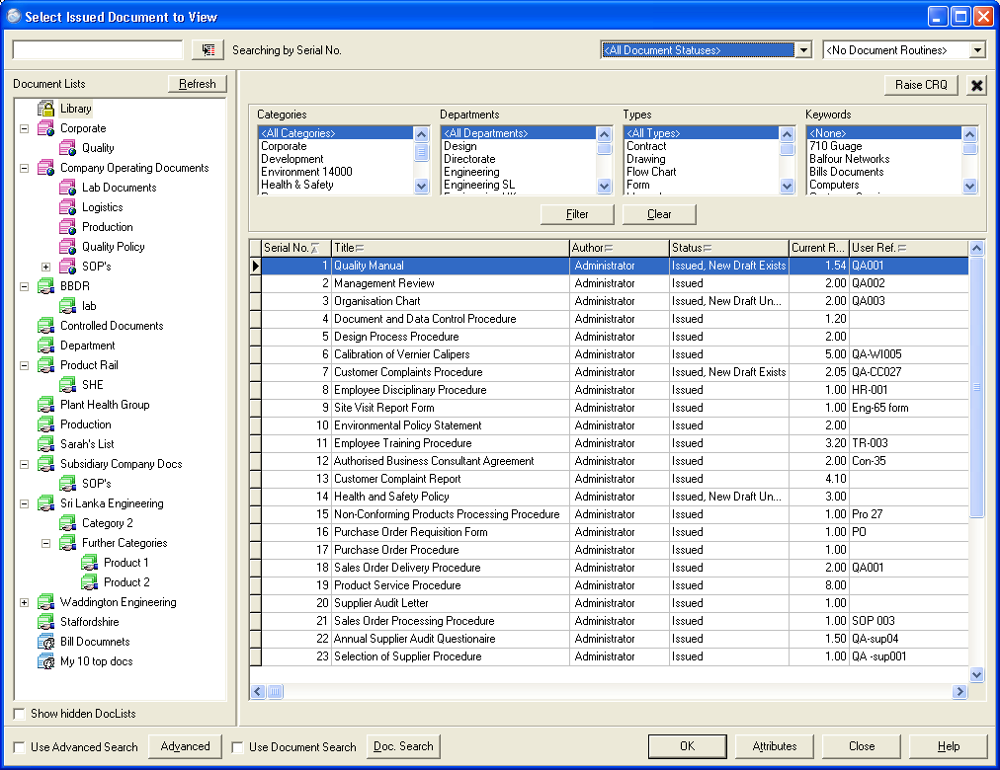 Select Issued Document to View
Searching by Serial No.
<All Document Statuses>
<No Document Routines>
Document Lists
Refresh
Library
Corporate
Quality
Company Operating Documents
Lab Documents
Logistics
Production
Quality Policy
SOP's
BBDR
lab
Controlled Documents
Department
Product Rail
SHE
Plant Health Group
Production
Sarah's List
Subsidiary Company Docs
SOP's
Sri Lanka Engineering
Category 2
Further Categories
Product 1
Product 2
Waddington Engineering
Staffordshire
Bill Documnets
My 10 top docs
Show hidden DocLists
Raise CRQ
Categories
<All Categories>
Corporate
Development
Environment 14000
Health & Safety
Departments
<All Departments>
Design
Directorate
Engineering
Engineering SL
Types
<All Types>
Contract
Drawing
Flow Chart
Form
Keywords
<None>
710 Guage
Balfour Networks
Bills Documents
Computers
Filter
Clear
Serial No. Title Author Status Current R... User Ref.
1 Quality Manual Administrator Issued, New Draft Exists 1.54 QA001
2 Management Review Administrator Issued 2.00 QA002
3 Organisation Chart Administrator Issued, New Draft Un... 2.00 QA003
4 Document and Data Control Procedure Administrator Issued 1.20
5 Design Process Procedure Administrator Issued 2.00
6 Calibration of Vernier Calipers Administrator Issued 5.00 QA-WI005
7 Customer Complaints Procedure Administrator Issued, New Draft Exists 2.05 QA-CC027
8 Employee Disciplinary Procedure Administrator Issued 1.00 HR-001
9 Site Visit Report Form Administrator Issued 1.00 Eng-65 form
10 Environmental Policy Statement Administrator Issued 2.00
11 Employee Training Procedure Administrator Issued 3.20 TR-003
12 Authorised Business Consultant Agreement Administrator Issued 2.00 Con-35
13 Customer Complaint Report Administrator Issued 4.10
14 Health and Safety Policy Administrator Issued, New Draft Un... 3.00
15 Non-Conforming Products Processing Procedure Administrator Issued 1.00 Pro 27
16 Purchase Order Requisition Form Administrator Issued 1.00 PO
17 Purchase Order Procedure Administrator Issued 1.00
18 Sales Order Delivery Procedure Administrator Issued 2.00 QA001
19 Product Service Procedure Administrator Issued 8.00
20 Supplier Audit Letter Administrator Issued 1.00
21 Sales Order Processing Procedure Administrator Issued 1.00 SOP 003
22 Annual Supplier Audit Questionaire Administrator Issued 1.50 QA-sup04
23 Selection of Supplier Procedure Administrator Issued 1.00 QA -sup001
Use Advanced Search
Advanced
Use Document Search
Doc. Search
OK
Attributes
Close
Help